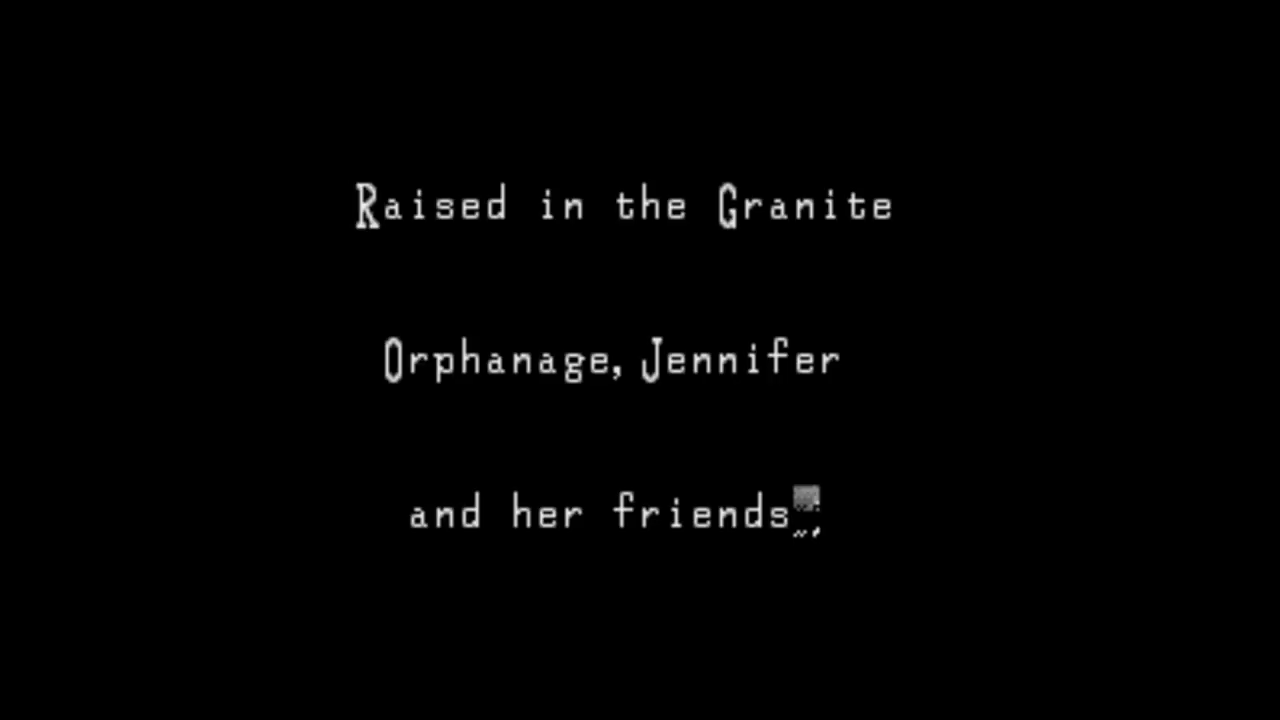 Raised in the Granite
Orphanage, Jennifer
and her friends